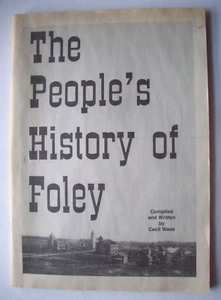 The
People's
History of
Foley
Compiled
and
Written
by
Cecil Wade